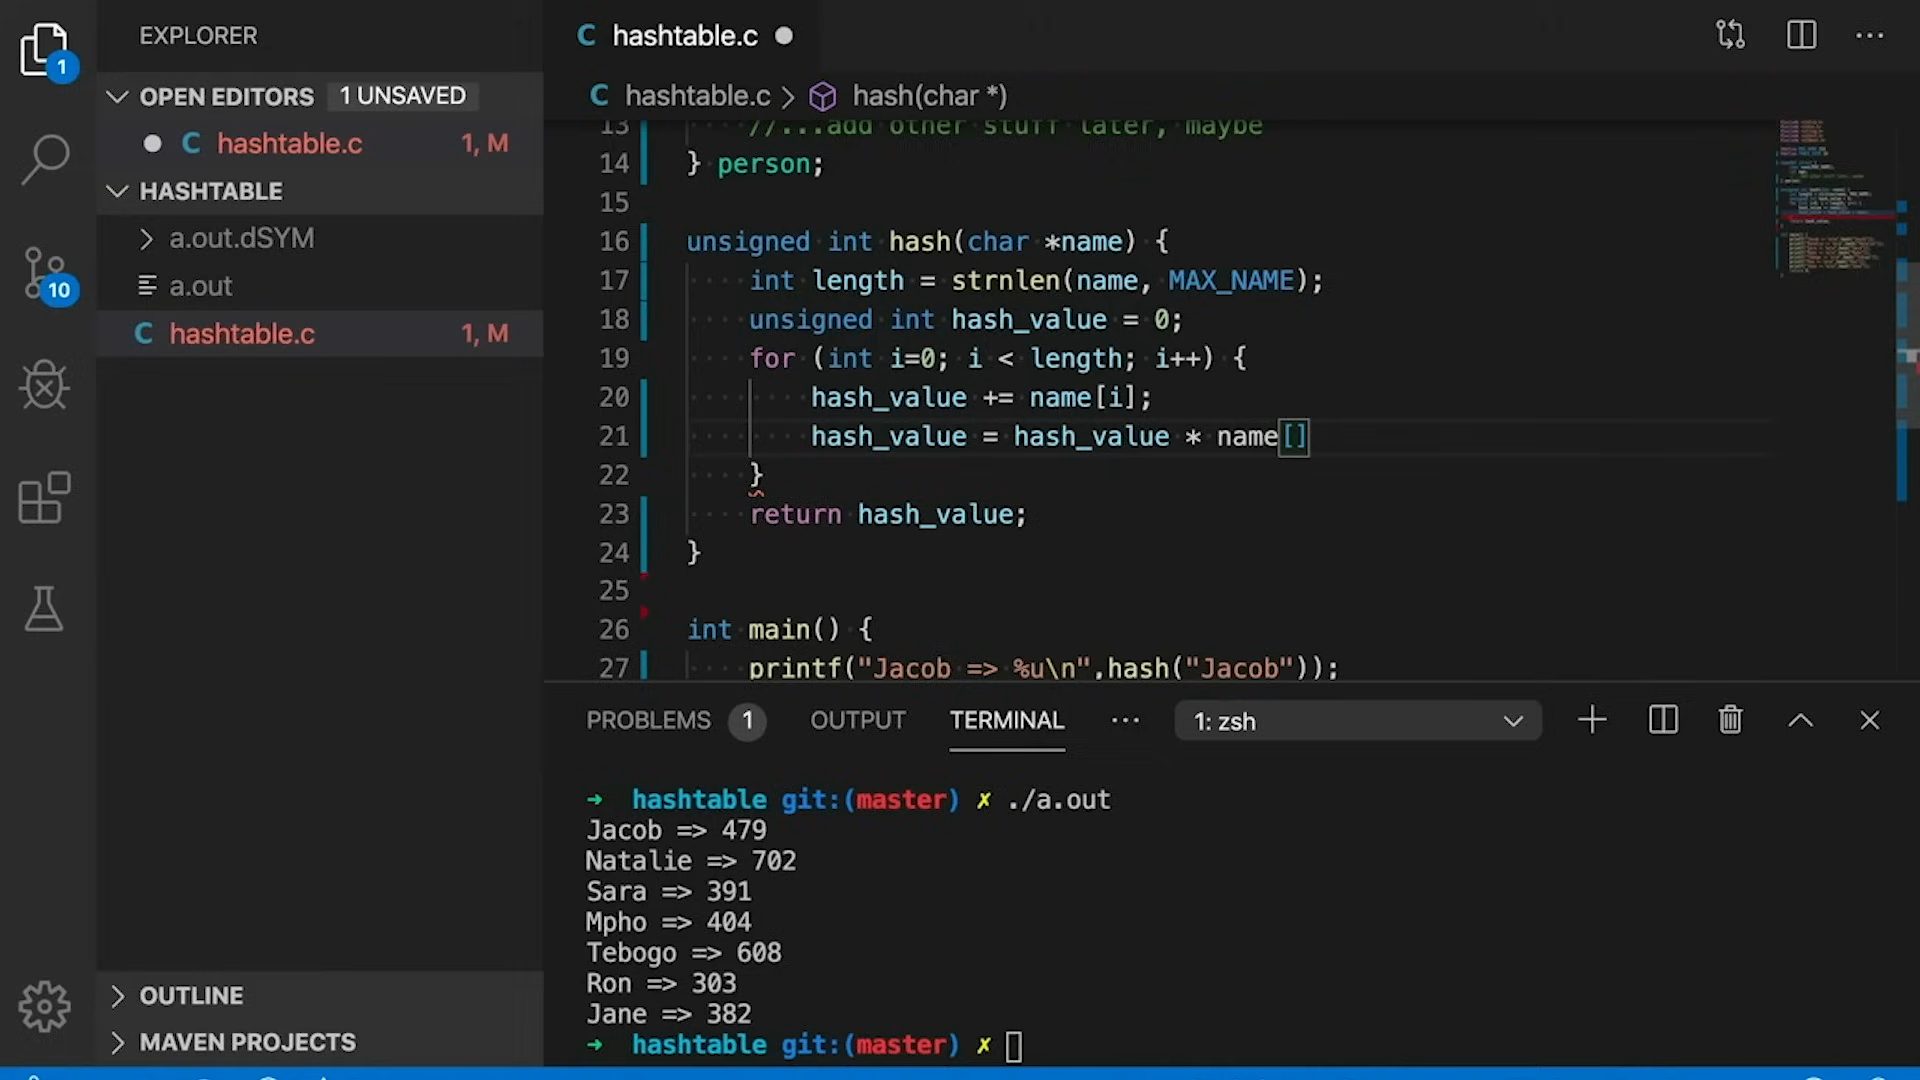 EXPLORER
1
OPEN EDITORS 1 UNSAVED
C hashtable.c 1, M
HASHTABLE
a.out.dSYM
a.out
C hashtable.c 1, M
10
OUTLINE
MAVEN PROJECTS
C hashtable.c
C hashtable.c > hash(char *)
13 //...add other stuff later, maybe
14 } person;
15
16 unsigned int hash(char *name) {
17 int length = strnlen(name, MAX_NAME);
18 unsigned int hash_value = 0;
19 for (int i=0; i < length; i++) {
20 hash_value += name[i];
21 hash_value = hash_value * name[]
22 }
23 return hash_value;
24 }
25
26 int main() {
27 printf("Jacob => %u\n",hash("Jacob"));
PROBLEMS 1 OUTPUT TERMINAL ... 1: zsh
→ hashtable git:(master) ✗ ./a.out
Jacob => 479
Natalie => 702
Sara => 391
Mpho => 404
Tebogo => 608
Ron => 303
Jane => 382
→ hashtable git:(master) ✗